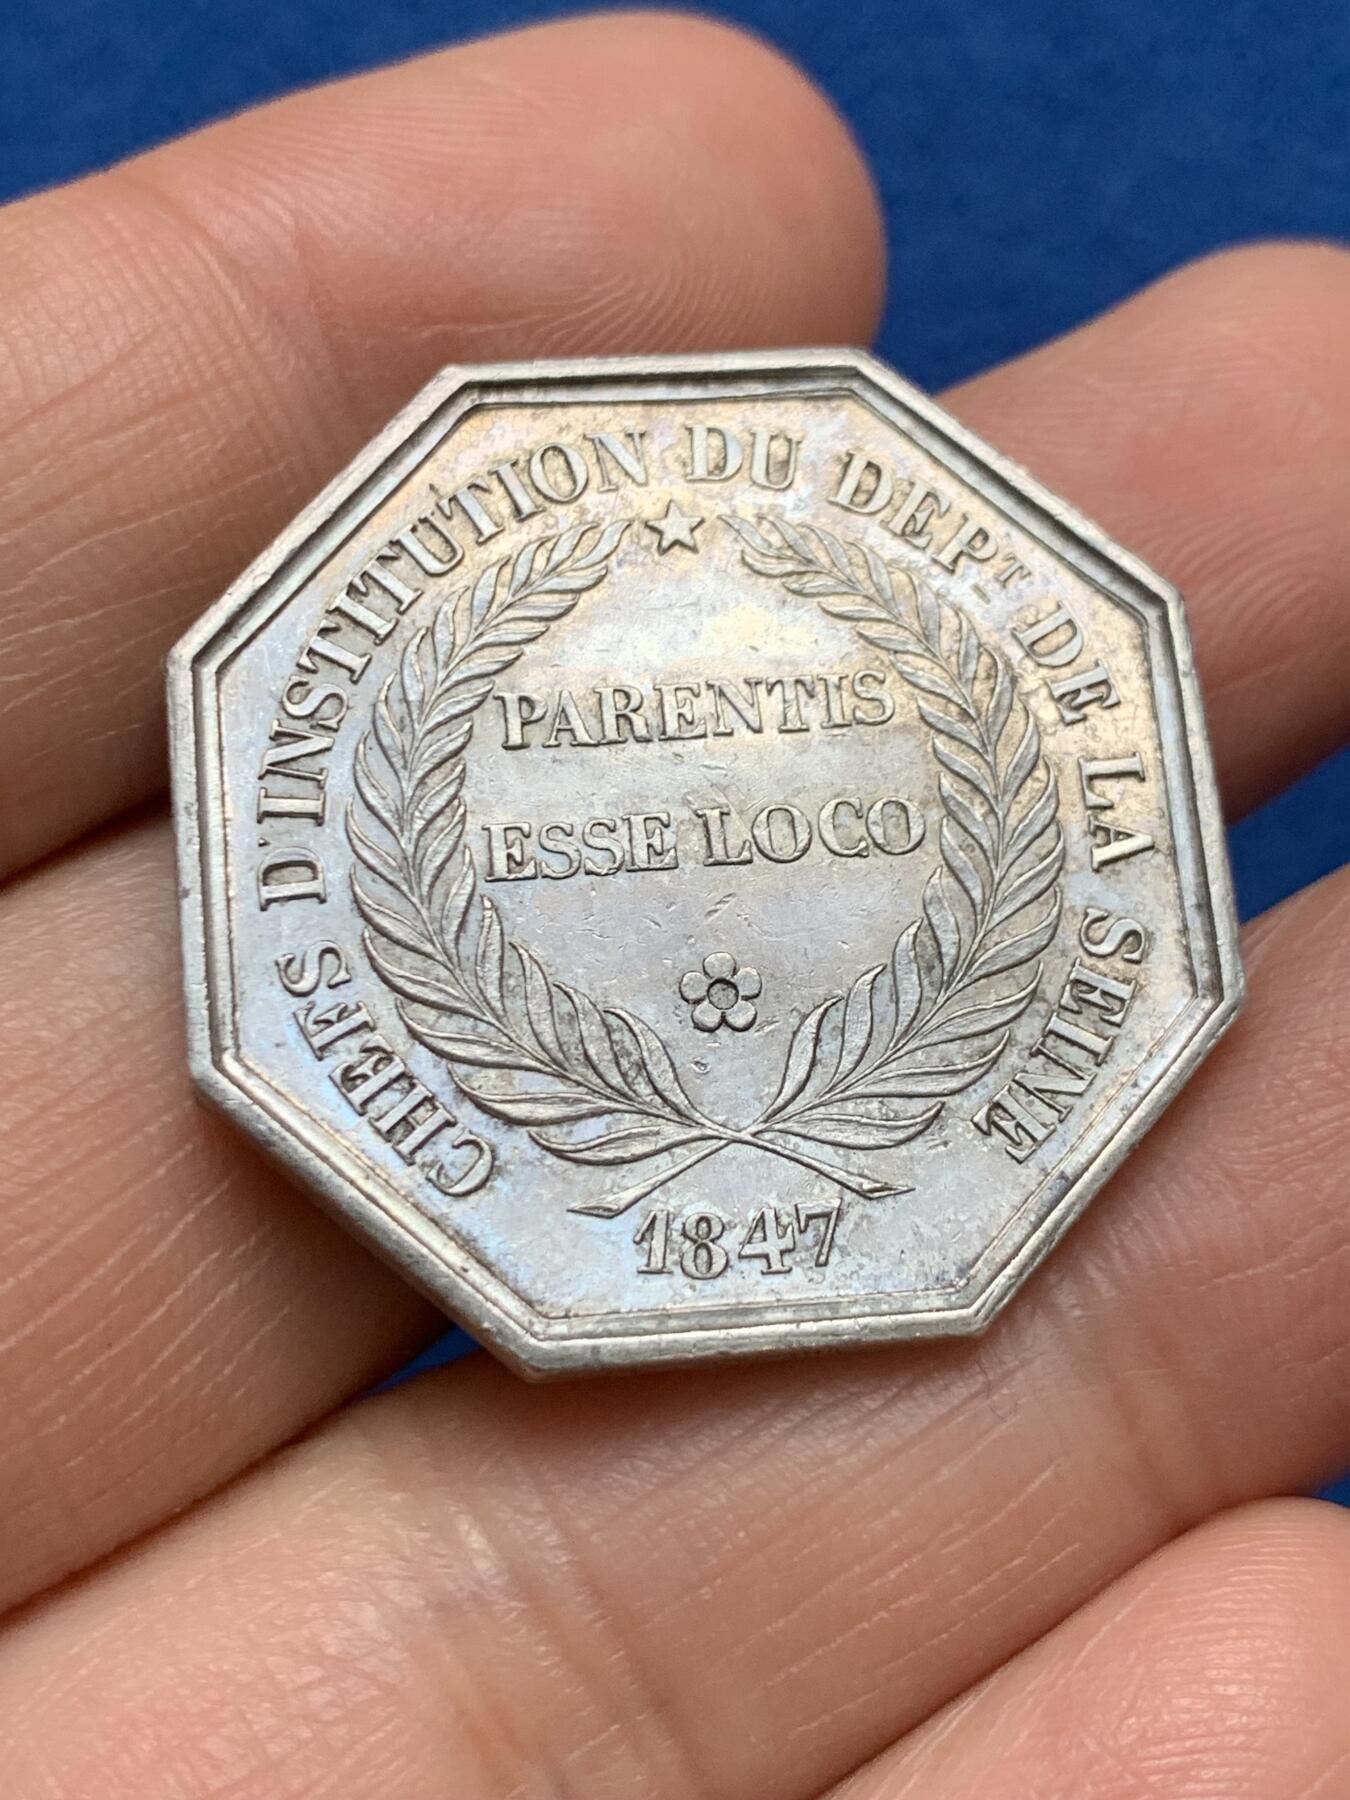 CHEFS D'INSTITUTION DU DEPT. DE LA SEINE
PARENTIS
ESSE LOCO
1847